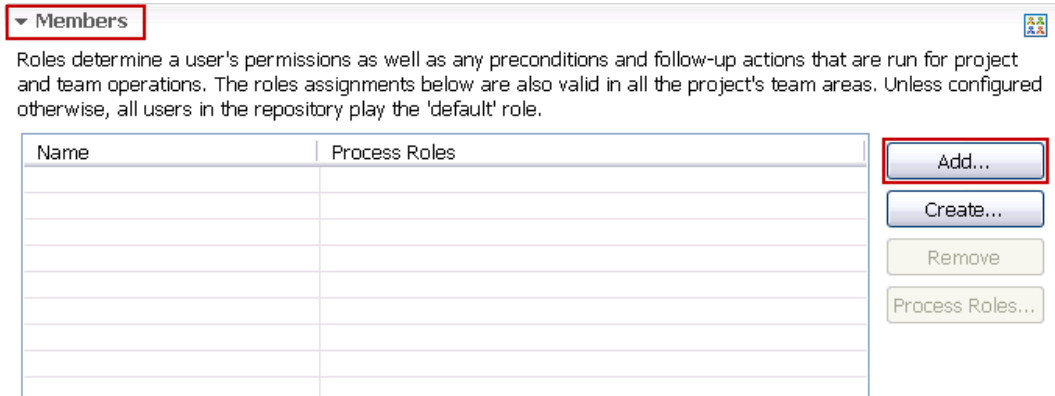 Members
Roles determine a user's permissions as well as any preconditions and follow-up actions that are run for project
and team operations. The roles assignments below are also valid in all the project's team areas. Unless configured
otherwise, all users in the repository play the 'default' role.
Name Process Roles
Add...
Create...
Remove
Process Roles...